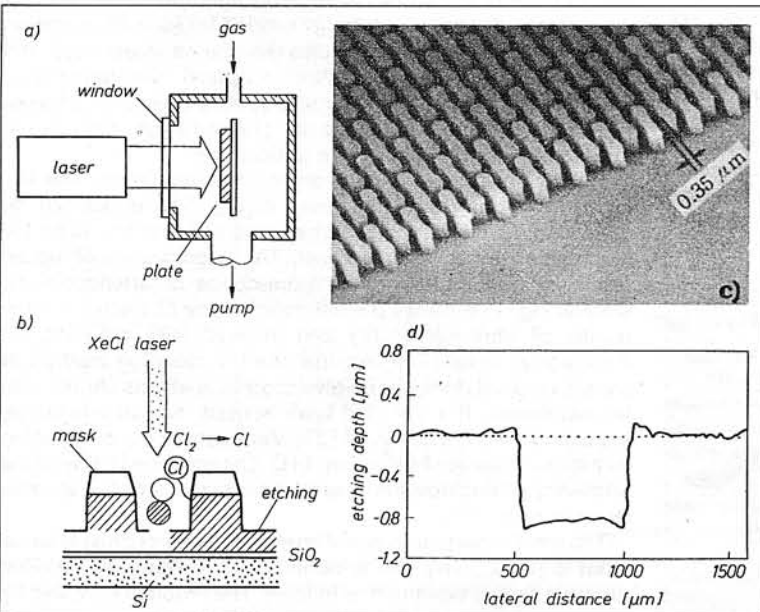 a)
gas
window
laser
plate
pump
0.35 μm
c)
b)
XeCl laser
Cl₂ → Cl
mask
Cl
etching
SiO₂
Si
d)
etching depth [μm]
0.8
0.4
0
-0.4
-0.8
-1.2
0 500 1000 1500
lateral distance [μm]